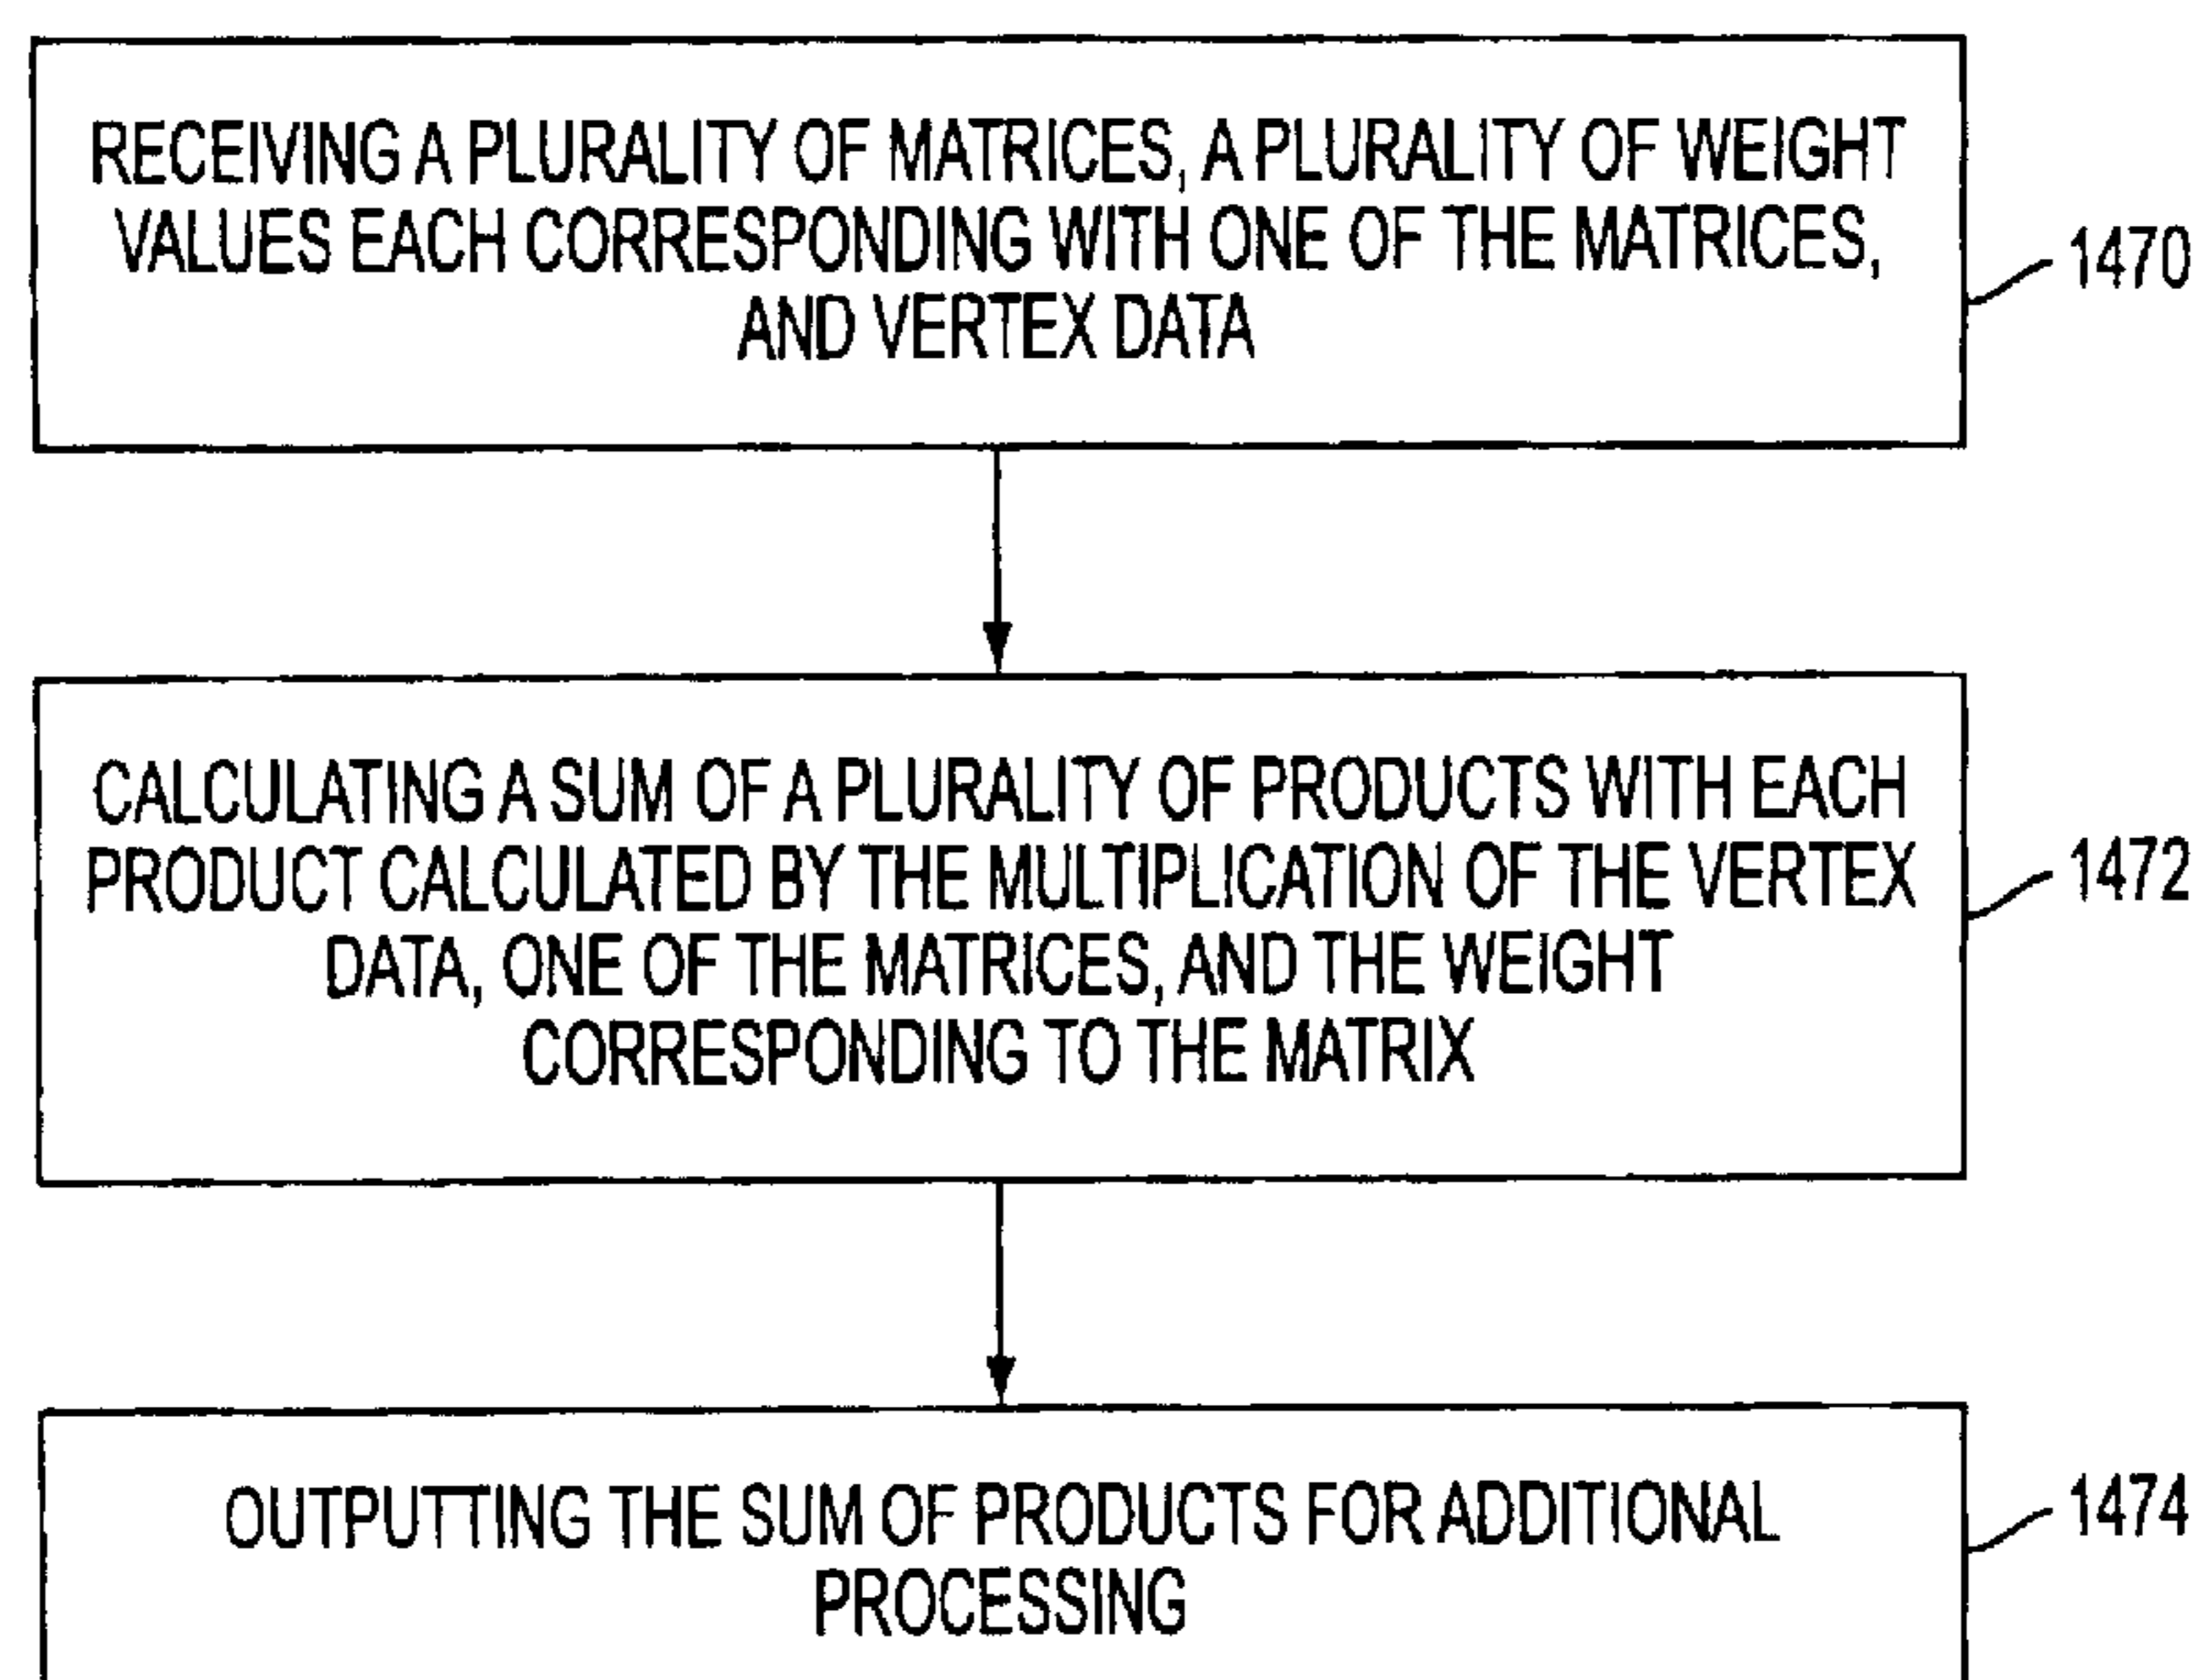 RECEIVING A PLURALITY OF MATRICES, A PLURALITY OF WEIGHT
VALUES EACH CORRESPONDING WITH ONE OF THE MATRICES,
AND VERTEX DATA
1470
CALCULATING A SUM OF A PLURALITY OF PRODUCTS WITH EACH
PRODUCT CALCULATED BY THE MULTIPLICATION OF THE VERTEX
DATA, ONE OF THE MATRICES, AND THE WEIGHT
CORRESPONDING TO THE MATRIX
1472
OUTPUTTING THE SUM OF PRODUCTS FOR ADDITIONAL
PROCESSING
1474